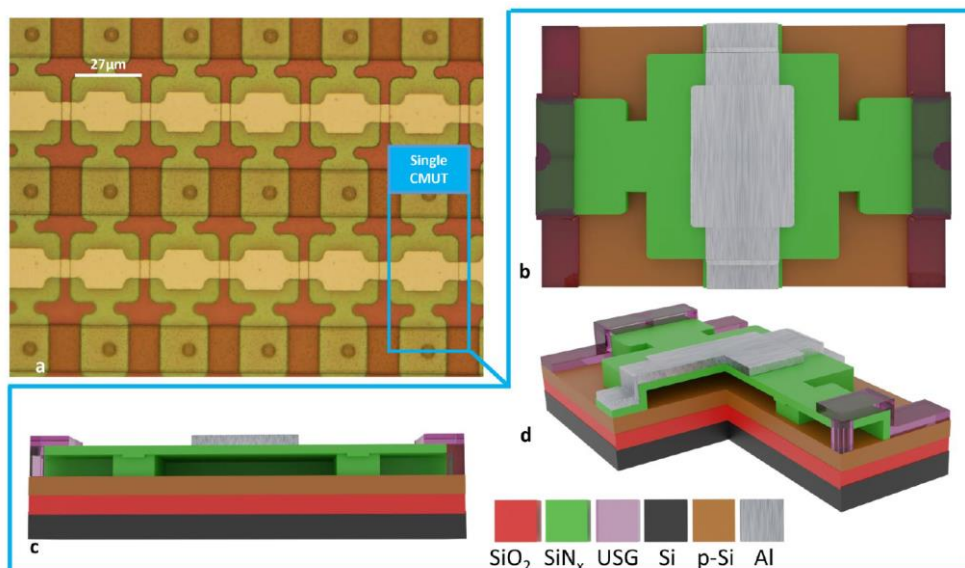 27μm
Single
CMUT
a
b
c
d
SiO₂ SiNₓ USG Si p-Si Al